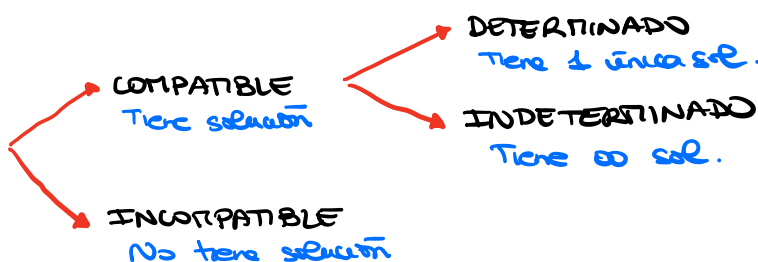 DETERMINADO
Tiene 1 única sol.
COMPATIBLE
Tiene solución
INDETERMINADO
Tiene ∞ sol.
INCOMPATIBLE
No tiene solución